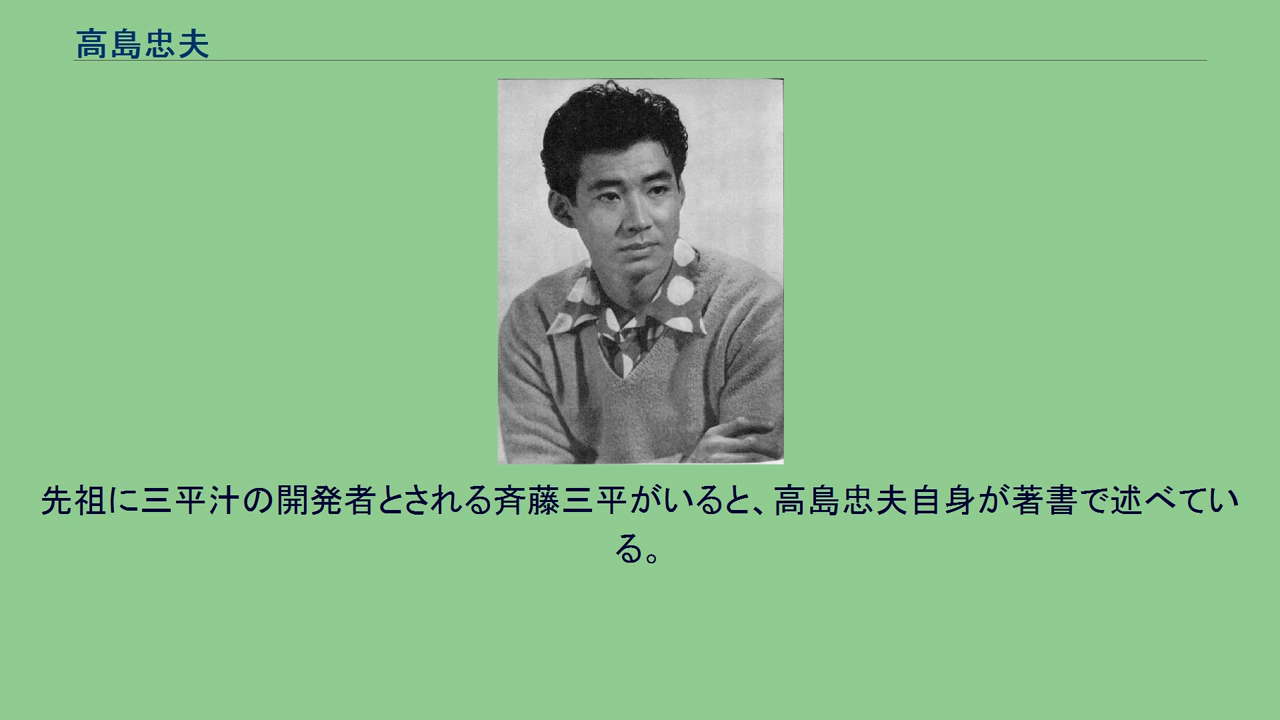 高島忠夫
先祖に三平汁の開発者とされる斉藤三平がいると、高島忠夫自身が著書で述べてい
る。